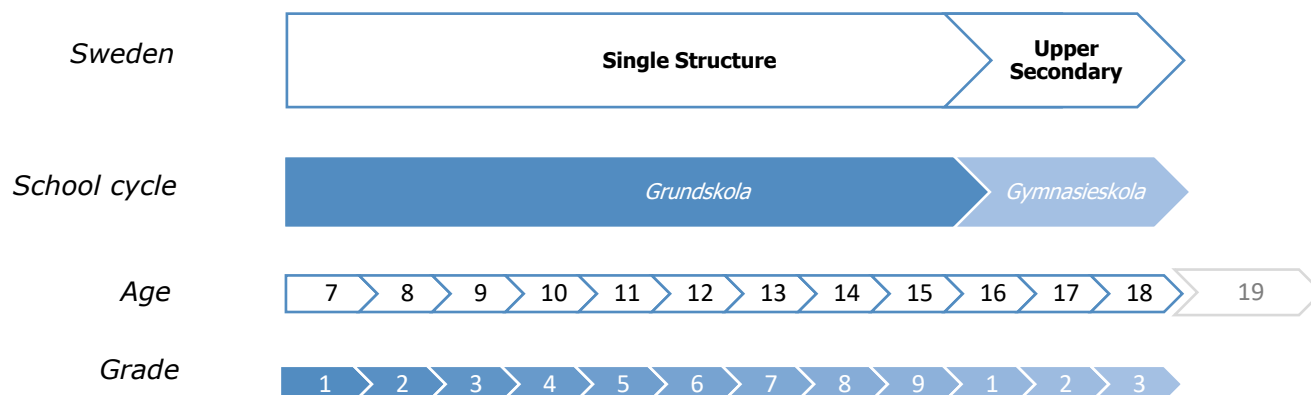 Sweden
Single Structure
Upper
Secondary
School cycle
Grundskola
Gymnasieskola
Age
7 8 9 10 11 12 13 14 15 16 17 18 19
Grade
1 2 3 4 5 6 7 8 9 1 2 3